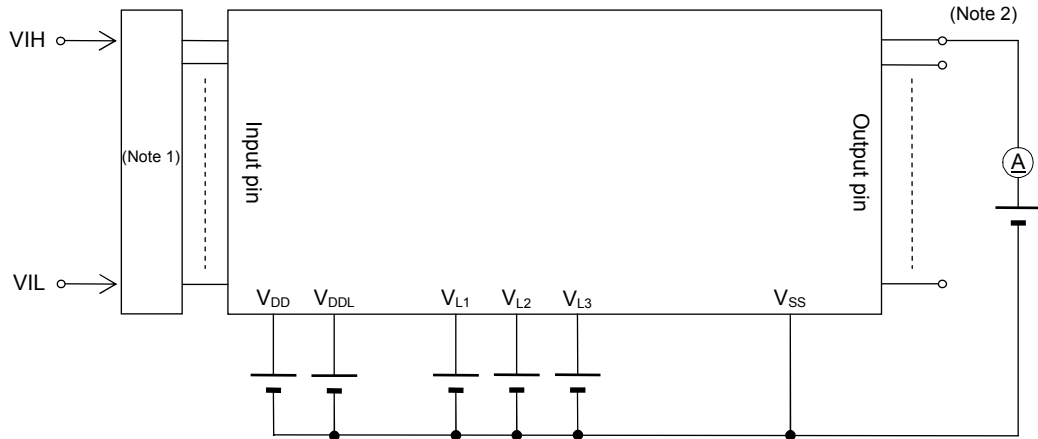 (Note 2)
VIH
(Note 1)
Input pin
Output pin
A
VIL
VDD
VDDL
VL1
VL2
VL3
VSS